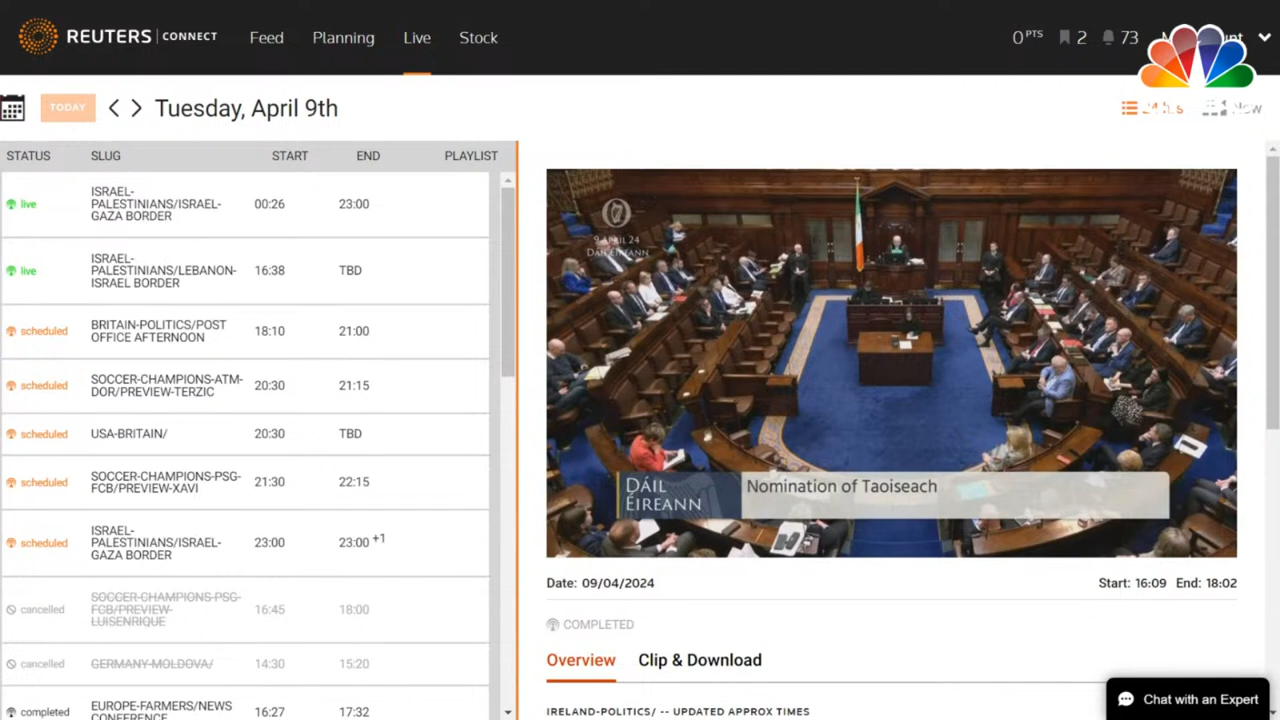 REUTERS CONNECT Feed Planning Live Stock 0 PTS 2 73
TODAY Tuesday, April 9th
STATUS SLUG START END PLAYLIST
live ISRAEL-PALESTINIANS/ISRAEL-GAZA BORDER 00:26 23:00
live ISRAEL-PALESTINIANS/LEBANON-ISRAEL BORDER 16:38 TBD
scheduled BRITAIN-POLITICS/POST OFFICE AFTERNOON 18:10 21:00
scheduled SOCCER-CHAMPIONS-ATM-DOR/PREVIEW-TERZIC 20:30 21:15
scheduled USA-BRITAIN/ 20:30 TBD
scheduled SOCCER-CHAMPIONS-PSG-FCB/PREVIEW-XAVI 21:30 22:15
scheduled ISRAEL-PALESTINIANS/ISRAEL-GAZA BORDER 23:00 23:00 +1
cancelled SOCCER-CHAMPIONS-PSG-FCB/PREVIEW-LUISENRIQUE 16:45 18:00
cancelled GERMANY-MOLDOVA/ 14:30 15:20
completed EUROPE-FARMERS/NEWS CONFERENCE 16:27 17:32
9 APRIL 24
DÁIL ÉIREANN
DÁIL
ÉIREANN
Nomination of Taoiseach
Date: 09/04/2024 Start: 16:09 End: 18:02
COMPLETED
Overview Clip & Download
IRELAND-POLITICS/ -- UPDATED APPROX TIMES
Chat with an Expert